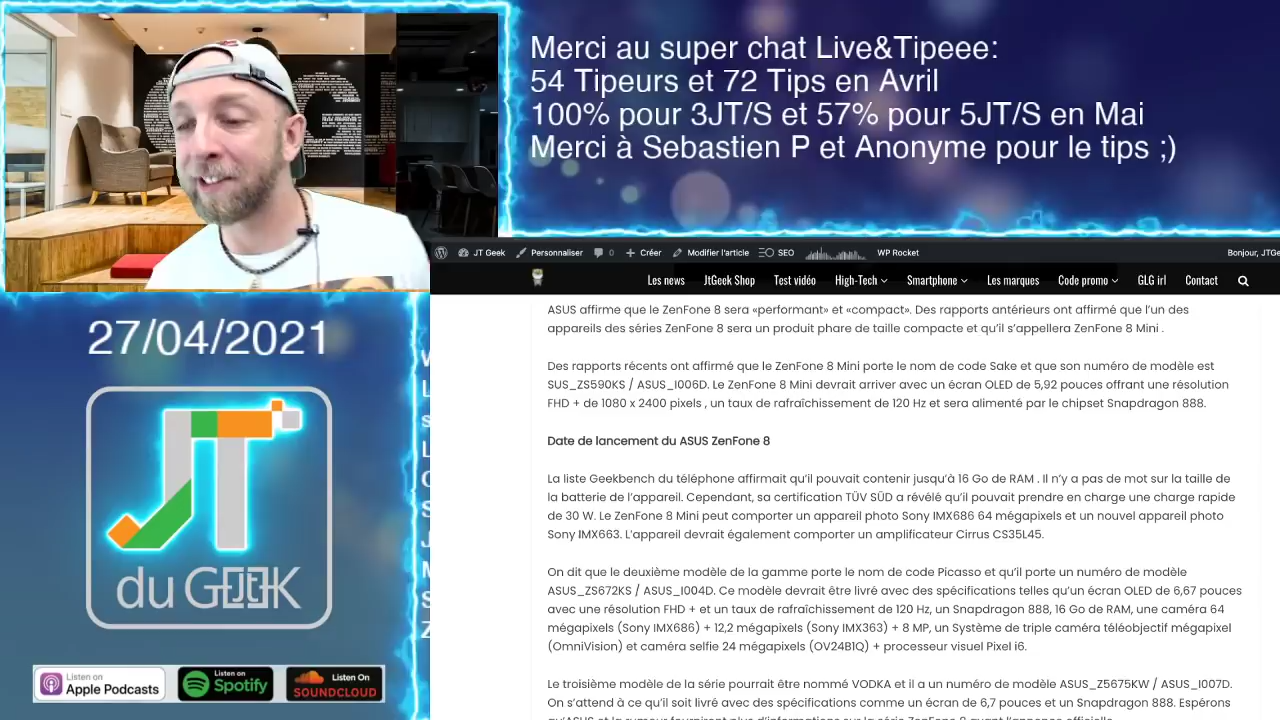 Merci au super chat Live&Tipeee:
54 Tipeurs et 72 Tips en Avril
100% pour 3JT/S et 57% pour 5JT/S en Mai
Merci à Sebastien P et Anonyme pour le tips ;)
JT Geek Personnaliser 0 Créer Modifier l'article SEO WP Rocket Bonjour, JTGe
Les news JtGeek Shop Test vidéo High-Tech Smartphone Les marques Code promo GLG irl Contact
ASUS affirme que le ZenFone 8 sera «performant» et «compact». Des rapports antérieurs ont affirmé que l'un des
appareils des séries ZenFone 8 sera un produit phare de taille compacte et qu'il s'appellera ZenFone 8 Mini .
Des rapports récents ont affirmé que le ZenFone 8 Mini porte le nom de code Sake et que son numéro de modèle est
SUS_ZS590KS / ASUS_I006D. Le ZenFone 8 Mini devrait arriver avec un écran OLED de 5,92 pouces offrant une résolution
FHD + de 1080 x 2400 pixels , un taux de rafraîchissement de 120 Hz et sera alimenté par le chipset Snapdragon 888.
Date de lancement du ASUS ZenFone 8
La liste Geekbench du téléphone affirmait qu'il pouvait contenir jusqu'à 16 Go de RAM . Il n'y a pas de mot sur la taille de
la batterie de l'appareil. Cependant, sa certification TÜV SÜD a révélé qu'il pouvait prendre en charge une charge rapide
de 30 W. Le ZenFone 8 Mini peut comporter un appareil photo Sony IMX686 64 mégapixels et un nouvel appareil photo
Sony IMX663. L'appareil devrait également comporter un amplificateur Cirrus CS35L45.
On dit que le deuxième modèle de la gamme porte le nom de code Picasso et qu'il porte un numéro de modèle
ASUS_ZS672KS / ASUS_I004D. Ce modèle devrait être livré avec des spécifications telles qu'un écran OLED de 6,67 pouces
avec une résolution FHD + et un taux de rafraîchissement de 120 Hz, un Snapdragon 888, 16 Go de RAM, une caméra 64
mégapixels (Sony IMX686) + 12,2 mégapixels (Sony IMX363) + 8 MP, un Système de triple caméra téléobjectif mégapixel
(OmniVision) et caméra selfie 24 mégapixels (OV24B1Q) + processeur visuel Pixel i6.
Le troisième modèle de la série pourrait être nommé VODKA et il a un numéro de modèle ASUS_Z5675KW / ASUS_I007D.
On s'attend à ce qu'il soit livré avec des spécifications comme un écran de 6,7 pouces et un Snapdragon 888. Espérons
27/04/2021
JT
du GEEK
Listen on Apple Podcasts
Listen on Spotify
Listen On SOUNDCLOUD